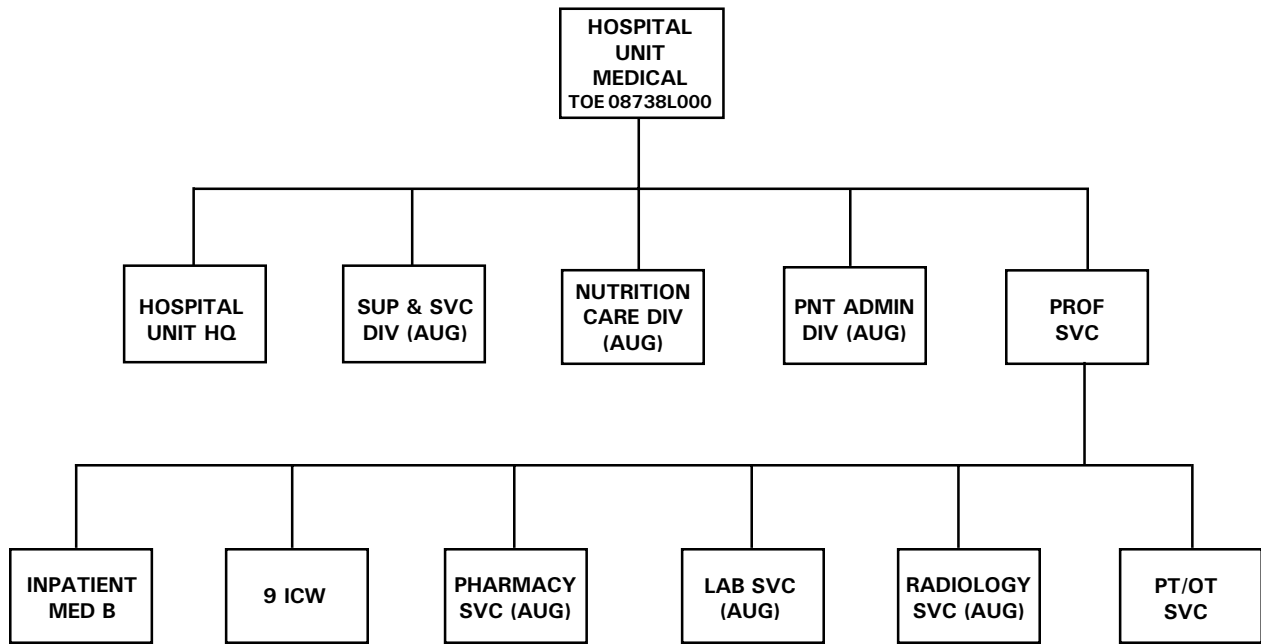 HOSPITAL
UNIT
MEDICAL
TOE 08738L000
HOSPITAL
UNIT HQ
SUP & SVC
DIV (AUG)
NUTRITION
CARE DIV
(AUG)
PNT ADMIN
DIV (AUG)
PROF
SVC
INPATIENT
MED B
9 ICW
PHARMACY
SVC (AUG)
LAB SVC
(AUG)
RADIOLOGY
SVC (AUG)
PT/OT
SVC